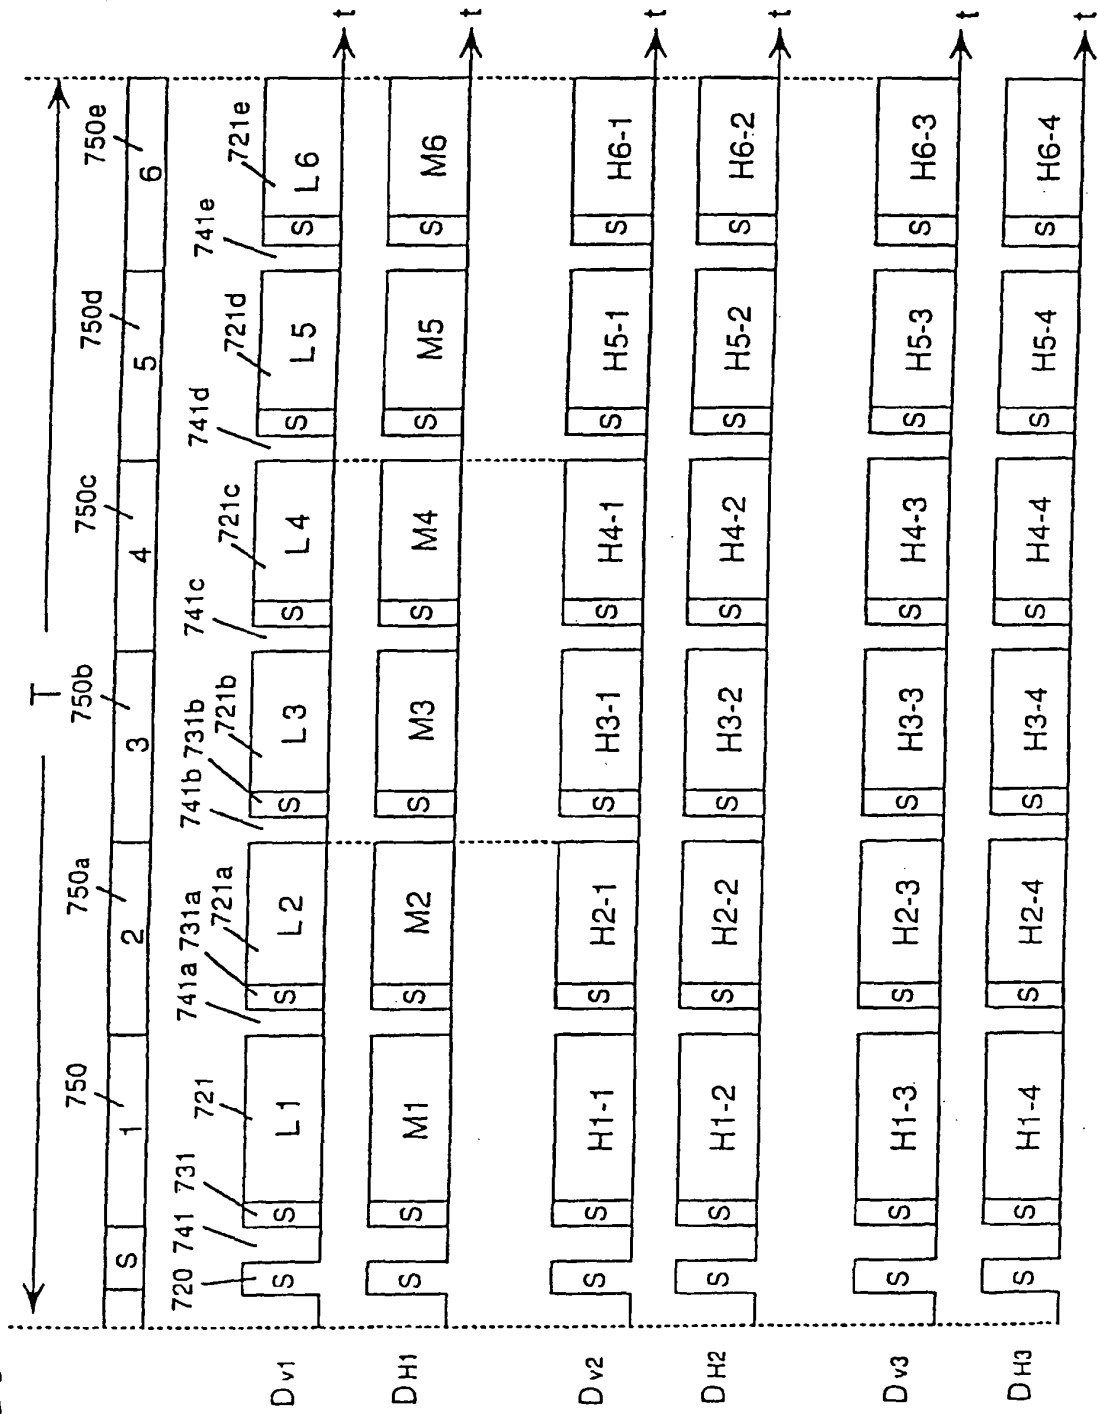 T
750 750a 750b 750c 750d 750e
S 1 2 3 4 5 6
720 741 731 721 741a 731a 721a 741b 731b 721b 741c 721c 741d 721d 741e 721e
Dv1 S S L1 S L2 S L3 S L4 S L5 S L6 t
DH1 S S M1 S M2 S M3 S M4 S M5 S M6 t
Dv2 S S H1-1 S H2-1 S H3-1 S H4-1 S H5-1 S H6-1 t
DH2 S S H1-2 S H2-2 S H3-2 S H4-2 S H5-2 S H6-2 t
Dv3 S S H1-3 S H2-3 S H3-3 S H4-3 S H5-3 S H6-3 t
DH3 S S H1-4 S H2-4 S H3-4 S H4-4 S H5-4 S H6-4 t